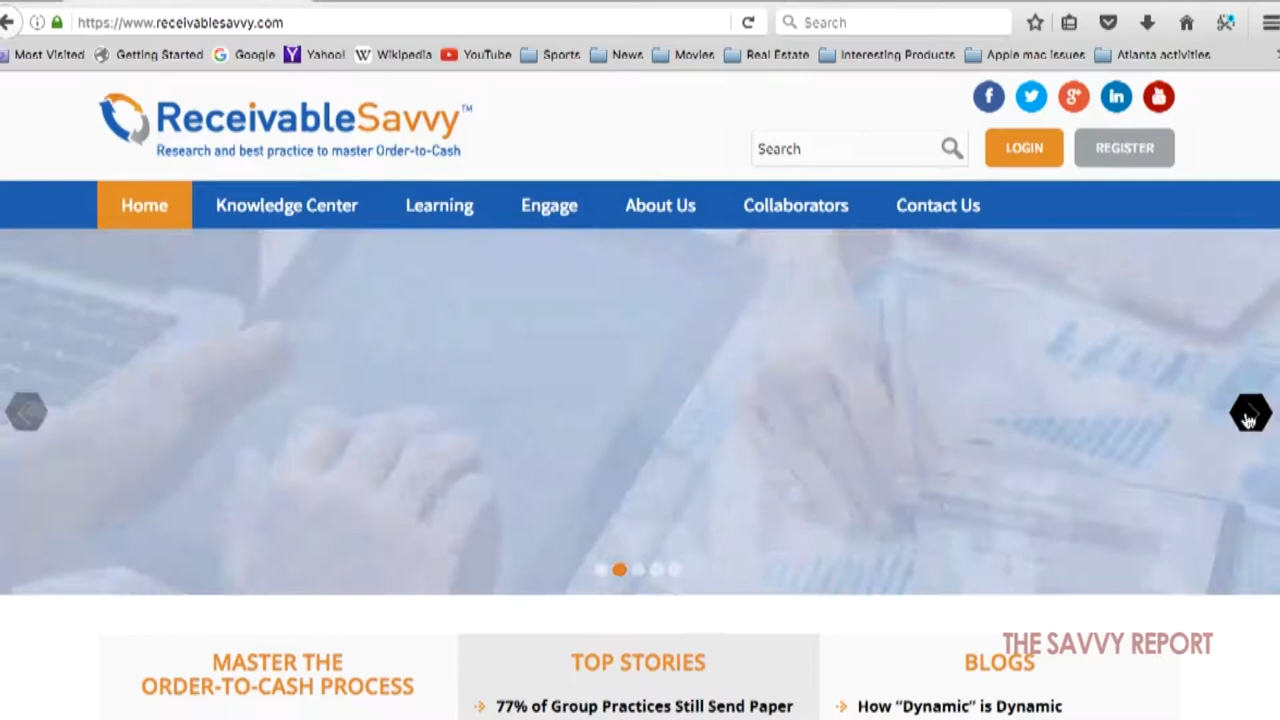 https://www.receivablesavvy.com
Search
Most Visited Getting Started Google Yahoo! Wikipedia YouTube Sports News Movies Real Estate Interesting Products Apple mac issues Atlanta activities
ReceivableSavvy™
Research and best practice to master Order-to-Cash
Search
LOGIN
REGISTER
Home Knowledge Center Learning Engage About Us Collaborators Contact Us
THE SAVVY REPORT
MASTER THE
ORDER-TO-CASH PROCESS
TOP STORIES
77% of Group Practices Still Send Paper
BLOGS
How “Dynamic” is Dynamic